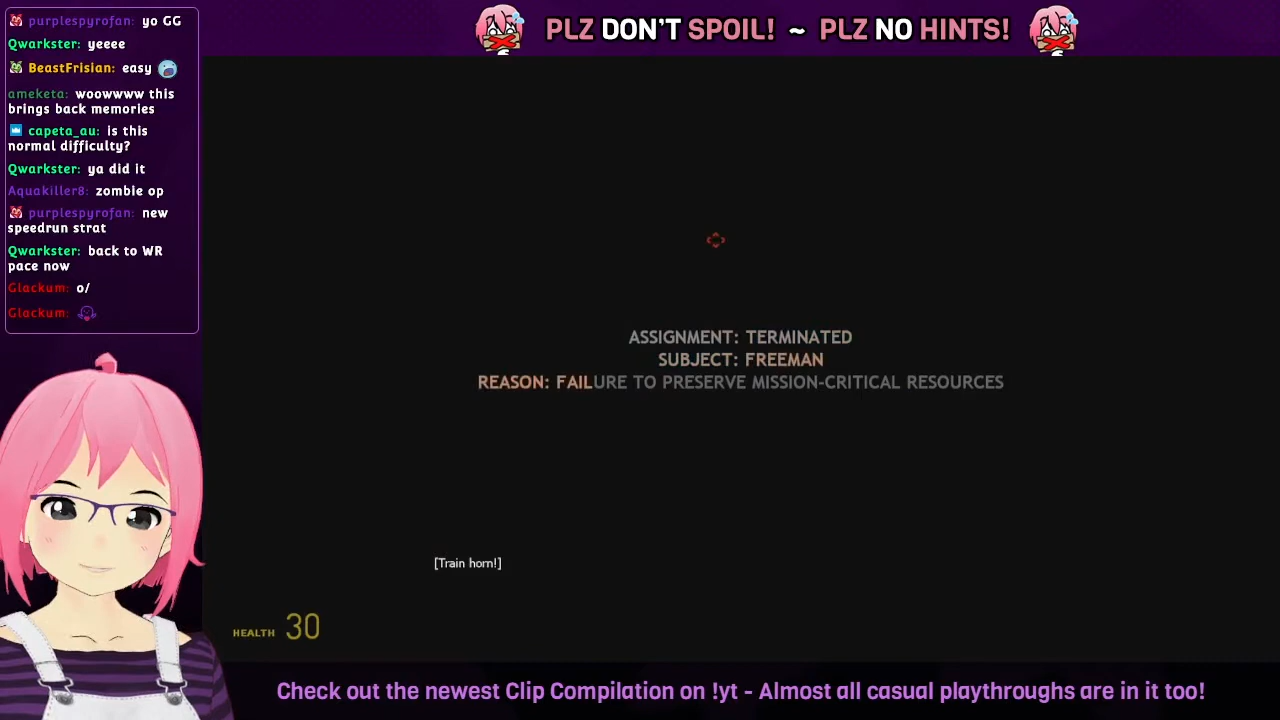 purplespyrofan: yo GG
Qwarkster: yeeee
BeastFrisian: easy
ameketa: woowwww this
brings back memories
capeta_au: is this
normal difficulty?
Qwarkster: ya did it
Aquakiller8: zombie op
purplespyrofan: new
speedrun strat
Qwarkster: back to WR
pace now
Glackum: o/
Glackum:
PLZ DON'T SPOIL! ~ PLZ NO HINTS!
ASSIGNMENT: TERMINATED
SUBJECT: FREEMAN
REASON: FAILURE TO PRESERVE MISSION-CRITICAL RESOURCES
[Train horn!]
HEALTH 30
Check out the newest Clip Compilation on !yt - Almost all casual playthroughs are in it too!